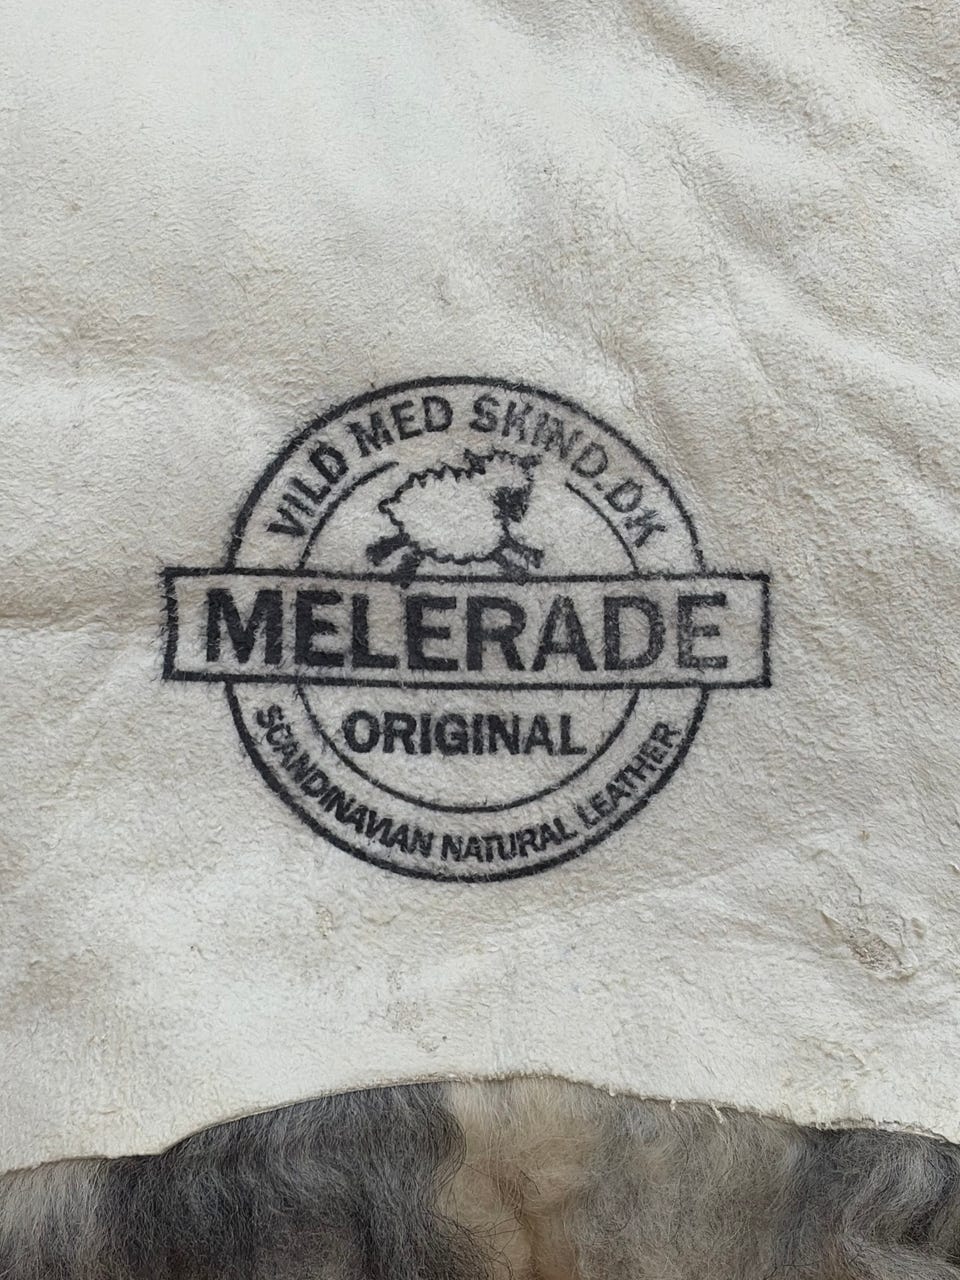 VILD MED SKIND.DK
MELERADE
ORIGINAL
SCANDINAVIAN NATURAL LEATHER